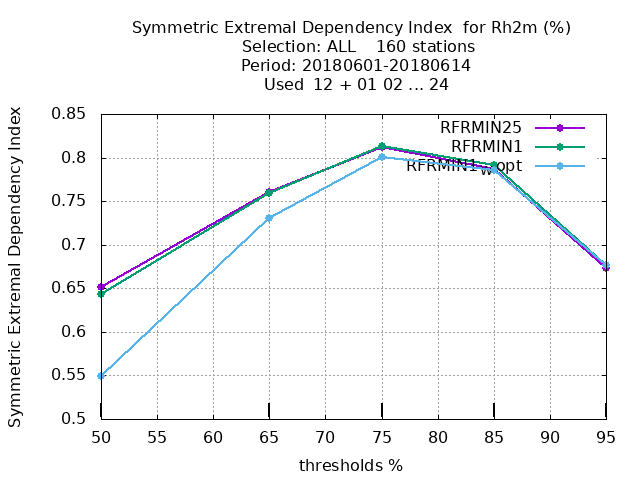 Symmetric Extremal Dependency Index  for Rh2m (%)
Selection: ALL    160 stations
Period: 20180601-20180614
Used  12 + 01 02 ... 24
Symmetric Extremal Dependency Index
0.85
0.8
0.75
0.7
0.65
0.6
0.55
0.5
RFRMIN25
RFRMIN1
RFRMIN1wopt
50 55 60 65 70 75 80 85 90 95
thresholds %